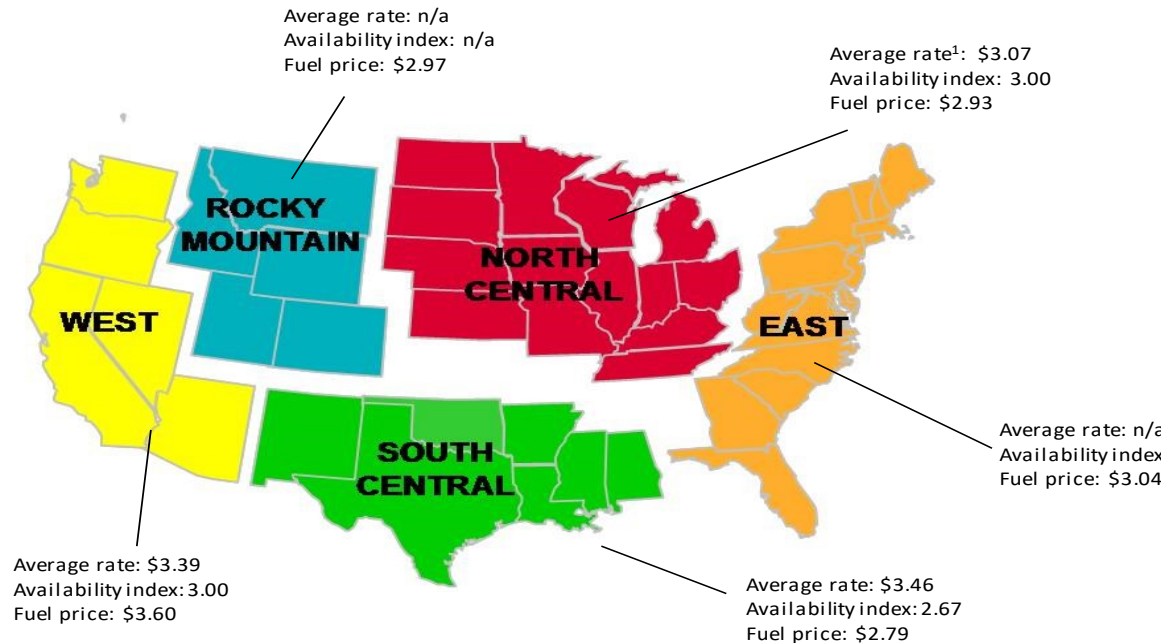 Average rate: n/a
Availability index: n/a
Fuel price: $2.97
Average rate¹: $3.07
Availability index: 3.00
Fuel price: $2.93
ROCKY
MOUNTAIN
NORTH
CENTRAL
WEST
EAST
SOUTH
CENTRAL
Average rate: n/a
Availability index
Fuel price: $3.04
Average rate: $3.39
Availability index: 3.00
Fuel price: $3.60
Average rate: $3.46
Availability index: 2.67
Fuel price: $2.79